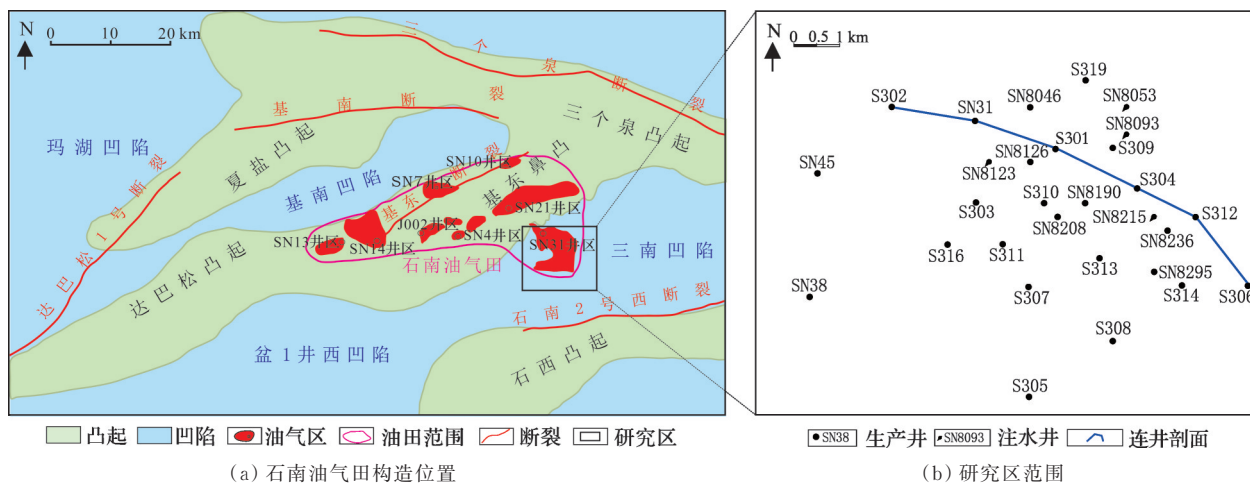 N
0 10 20 km
三个泉断裂
基南断裂
三个泉凸起
玛湖凹陷
夏盐凸起
SN10井区
基南凹陷
SN7井区
基东断裂
基东鼻凸
达巴松1号断裂
SN21井区
J002井区
SN4井区
SN13井区
SN14井区
SN31井区
石南油气田
三南凹陷
达巴松凸起
石南2号西断裂
盆1井西凹陷
石西凸起
凸起 凹陷 油气区 油田范围 断裂 研究区
(a) 石南油气田构造位置
N
0 0.5 1 km
S319
S302
SN31
SN8046
SN8053
SN8093
S301
S309
SN45
SN8126
SN8123
S304
S303
S310
SN8190
S312
SN8208
SN8215
SN8236
S316
S311
S313
SN8295
SN38
S307
S314
S306
S308
S305
SN38 生产井 SN8093 注水井 连井剖面
(b) 研究区范围